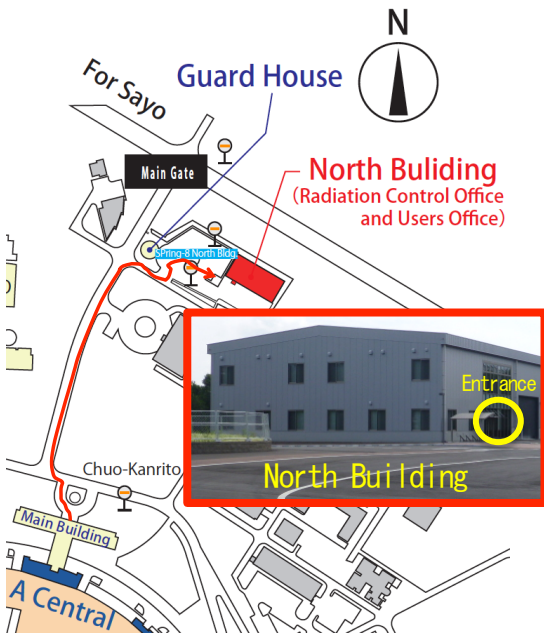 N
For Sayo
Guard House
Main Gate
North Buliding
(Radiation Control Office
and Users Office)
SPring-8 North Bldg.
Entrance
North Building
Chuo-Kanrito
Main Building
A Central